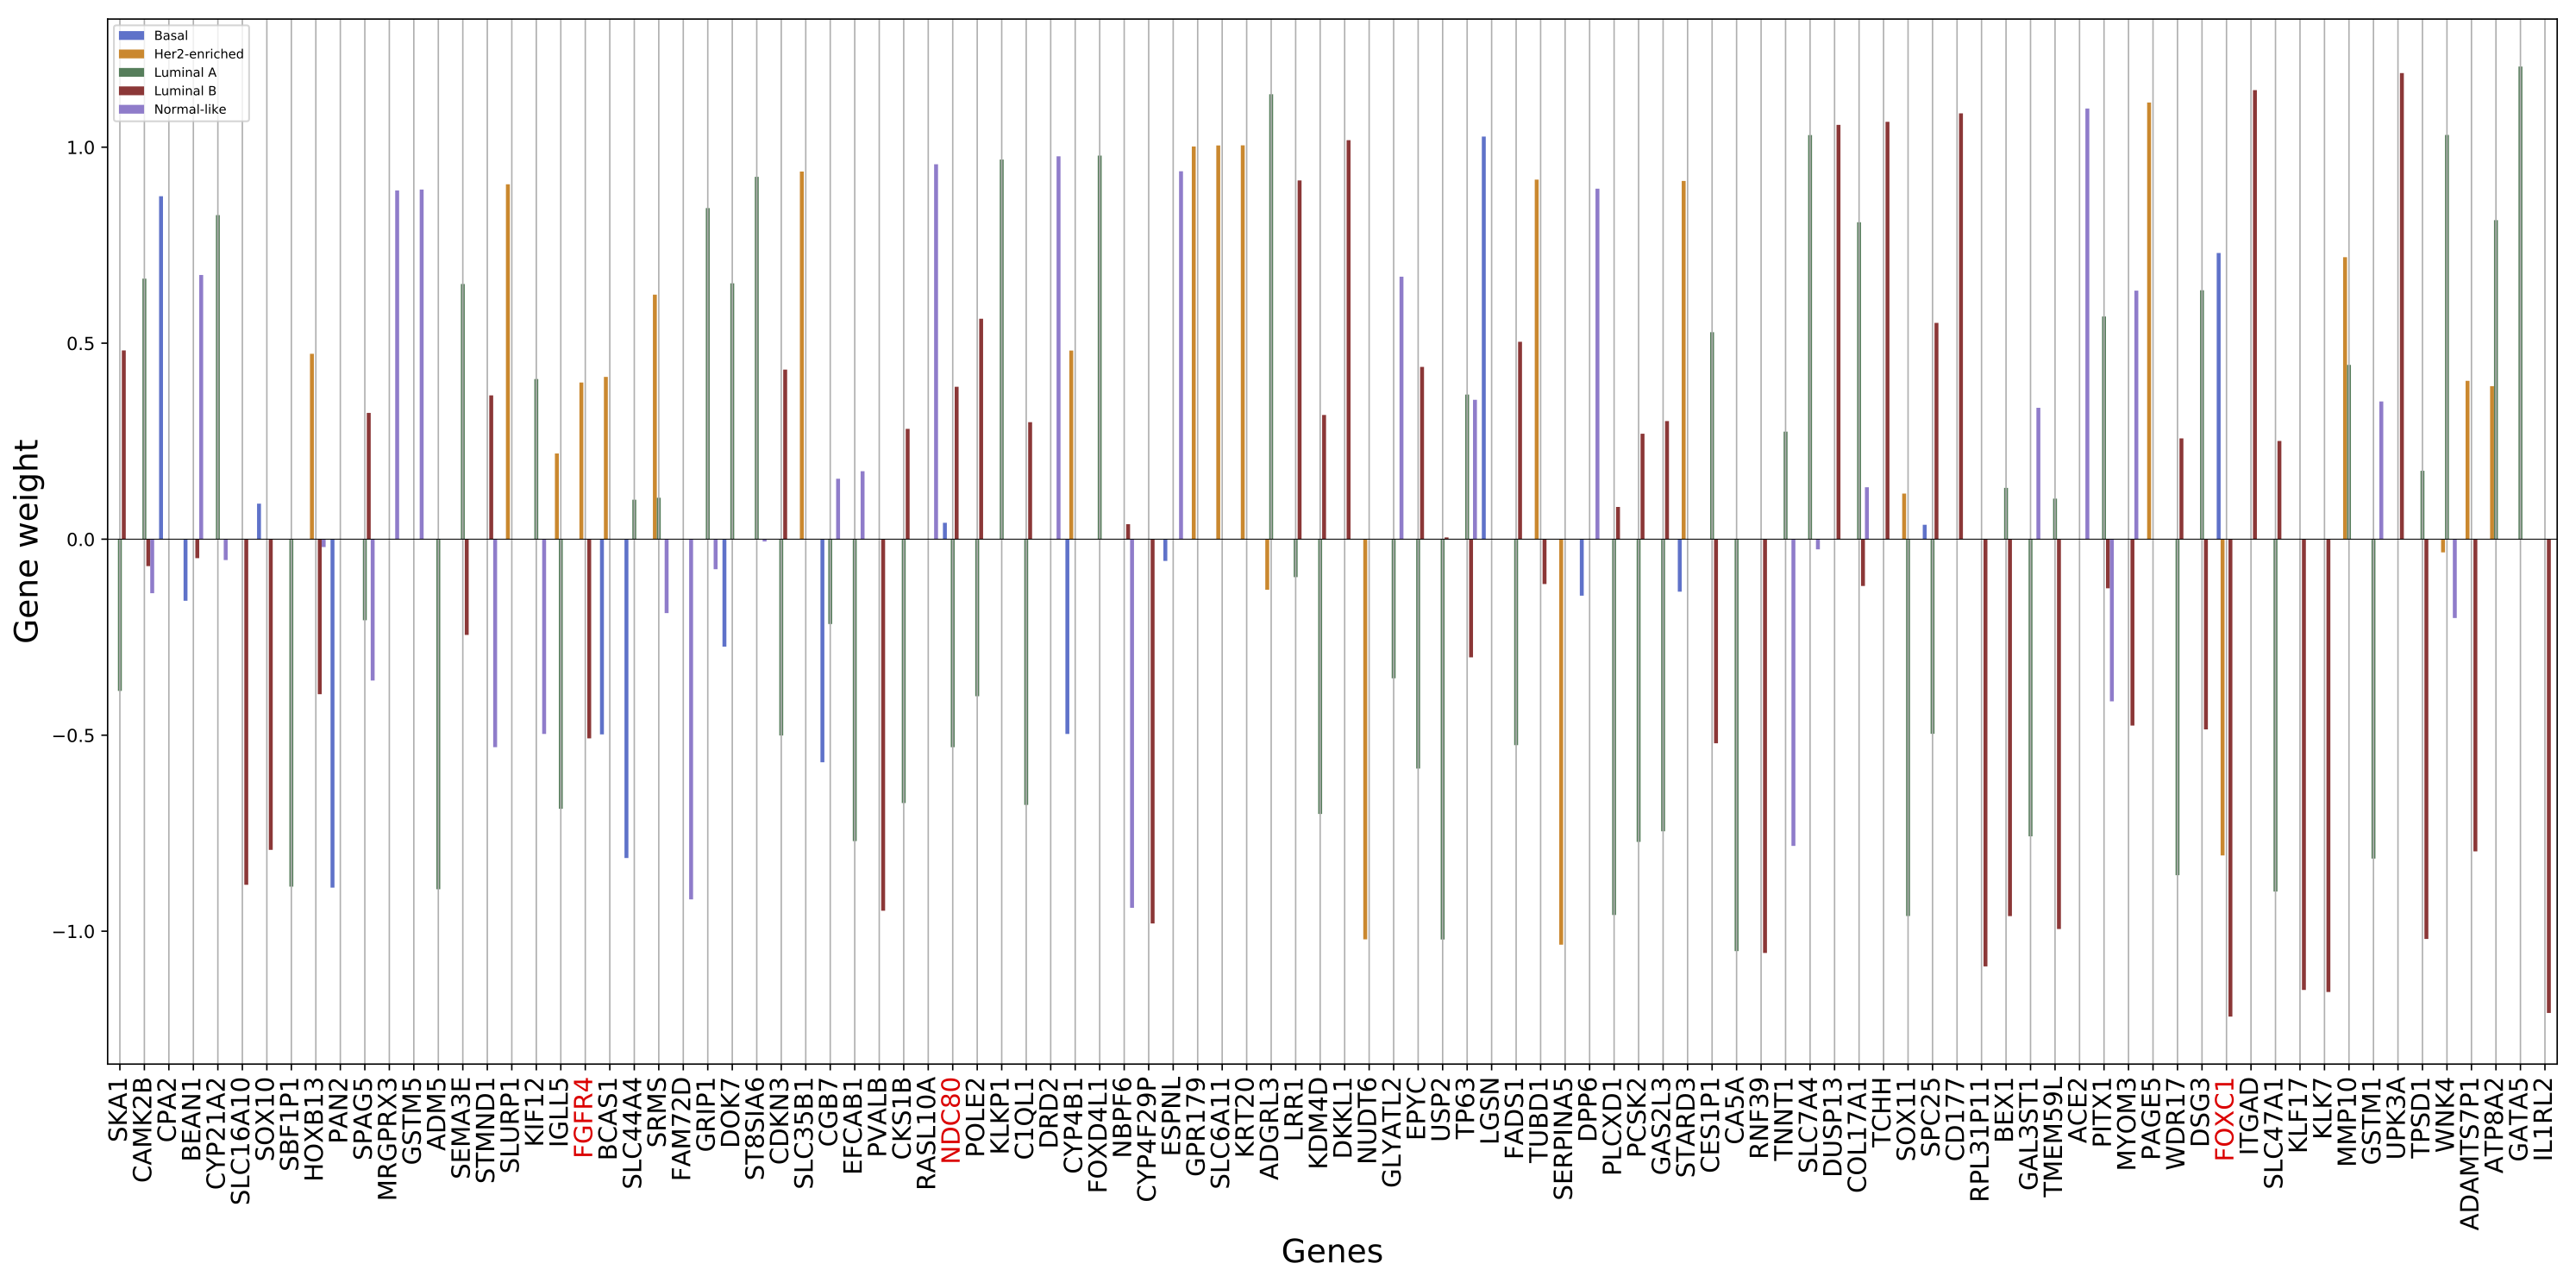 Basal
Her2-enriched
Luminal A
Luminal B
Normal-like
Gene weight
1.0
0.5
0.0
−0.5
−1.0
SKA1
CAMK2B
CPA2
BEAN1
CYP21A2
SLC16A10
SOX10
SBF1P1
HOXB13
PAN2
SPAG5
MRGPRX3
GSTM5
ADM5
SEMA3E
STMND1
SLURP1
KIF12
IGLL5
FGFR4
BCAS1
SLC44A4
SRMS
FAM72D
GRIP1
DOK7
ST8SIA6
CDKN3
SLC35B1
CGB7
EFCAB1
PVALB
CKS1B
RASL10A
NDC80
POLE2
KLKP1
C1QL1
DRD2
CYP4B1
FOXD4L1
NBPF6
CYP4F29P
ESPNL
GPR179
SLC6A11
KRT20
ADGRL3
LRR1
KDM4D
DKKL1
NUDT6
GLYATL2
EPYC
USP2
TP63
LGSN
FADS1
TUBD1
SERPINA5
DPP6
PLCXD1
PCSK2
GAS2L3
STARD3
CES1P1
CA5A
RNF39
TNNT1
SLC7A4
DUSP13
COL17A1
TCHH
SOX11
SPC25
CD177
RPL31P11
BEX1
GAL3ST1
TMEM59L
ACE2
PITX1
MYOM3
PAGE5
WDR17
DSG3
FOXC1
ITGAD
SLC47A1
KLF17
KLK7
MMP10
GSTM1
UPK3A
TPSD1
WNK4
ADAMTS7P1
ATP8A2
GATA5
IL1RL2
Genes